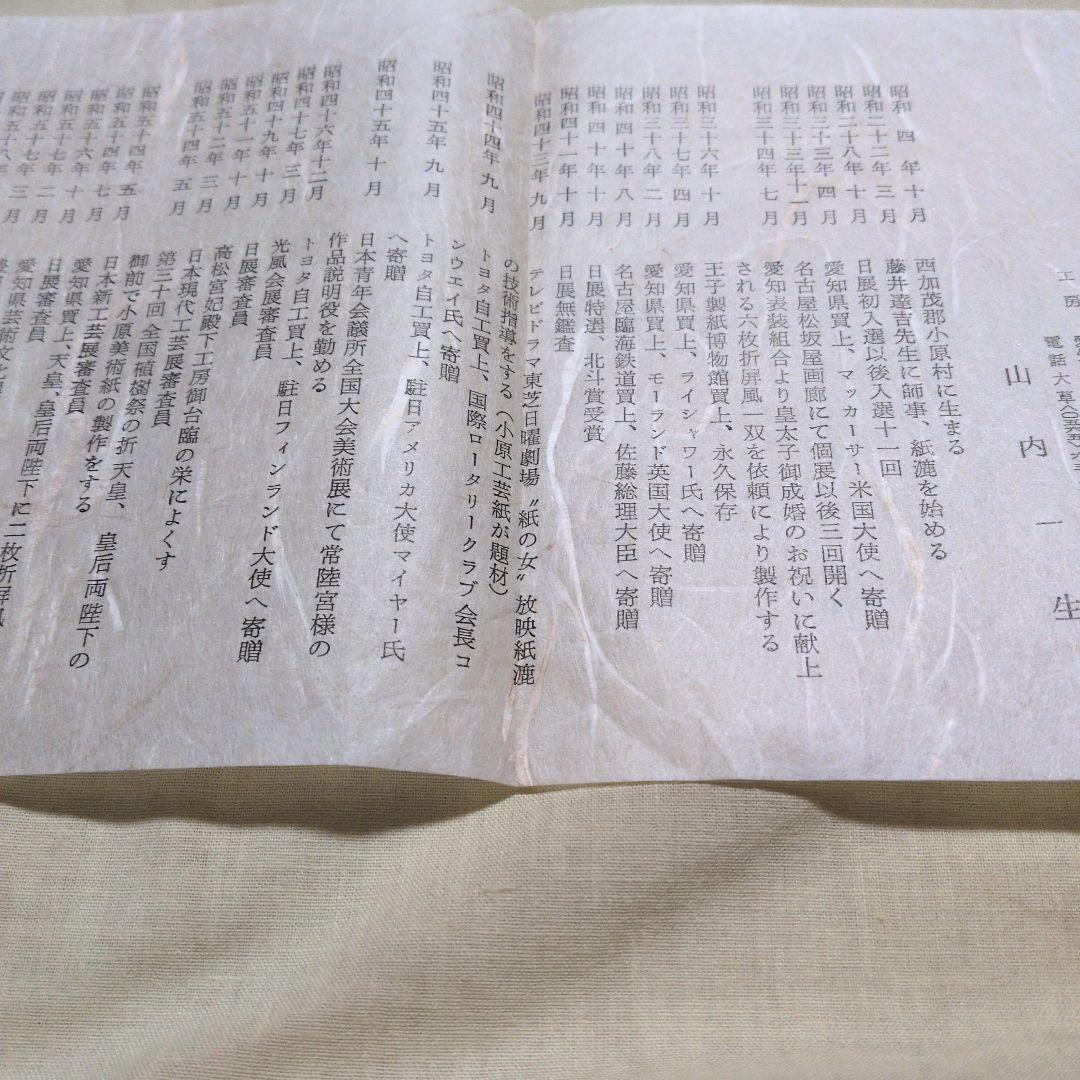 工房
電話大草
山内一生
昭和四年十月 西加茂郡小原村に生まる
昭和二十二年三月 藤井達吉先生に師事、紙漉を始める
昭和二十八年十月 日展初入選以後入選十一回
昭和三十三年四月 愛知県買上、マッカーサー米国大使へ寄贈
昭和三十三年十一月 名古屋松坂屋画廊にて個展以後三回開く
昭和三十四年七月 愛知表装組合より皇太子御成婚のお祝いに献上
される六枚折屏風一双を依頼により製作する
昭和三十六年十月 王子製紙博物館買上、永久保存
昭和三十七年四月 愛知県買上、ライシャワー氏へ寄贈
昭和三十八年二月 愛知県買上、モーランド英国大使へ寄贈
昭和四十年八月 名古屋臨海鉄道買上、佐藤総理大臣へ寄贈
昭和四十年十月 日展特選、北斗賞受賞
昭和四十一年十月 日展無鑑査
昭和四十三年九月 テレビドラマ東芝日曜劇場〝紙の女〟放映紙漉
の技術指導をする（小原工芸紙が題材）
昭和四十四年九月 トヨタ自工買上、国際ロータリークラブ会長コ
ンウエイ氏へ寄贈
昭和四十五年九月 トヨタ自工買上、駐日アメリカ大使マイヤー氏
へ寄贈
昭和四十五年十月 日本青年会議所全国大会美術展にて常陸宮様の
作品説明役を勤める
昭和四十六年十二月 トヨタ自工買上、駐日フィンランド大使へ寄贈
昭和四十七年三月 光風会展審査員
昭和四十九年十月 日展審査員
昭和五十一年十月 高松宮妃殿下工房御台臨の栄によくす
昭和五十二年三月 日本現代工芸展審査員
昭和五十四年五月 第三十回全国植樹祭の折天皇、皇后両陛下の
御前で小原美術紙の製作をする
昭和五十四年五月 日本新工芸展審査員
昭和五十四年七月 愛知県買上、天皇、皇后両陛下に二枚折屏風
昭和五十六年十月 日展審査員
昭和五十七年二月 愛知県芸術文化
昭和五十七年三月